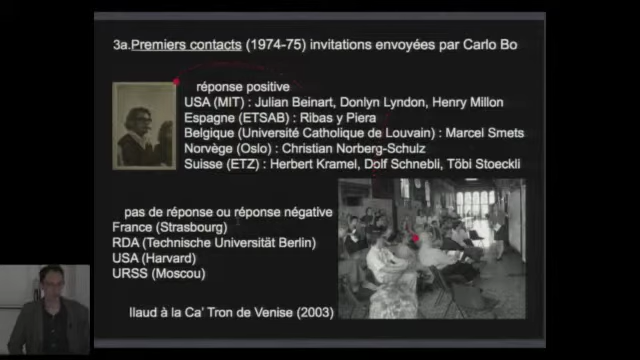 3a.Premiers contacts (1974-75) invitations envoyées par Carlo Bo
réponse positive
USA (MIT) : Julian Beinart, Donlyn Lyndon, Henry Millon
Espagne (ETSAB) : Ribas y Piera
Belgique (Université Catholique de Louvain) : Marcel Smets
Norvège (Oslo) : Christian Norberg-Schulz
Suisse (ETZ) : Herbert Kramel, Dolf Schnebli, Töbi Stoeckli
pas de réponse ou réponse négative
France (Strasbourg)
RDA (Technische Universität Berlin)
USA (Harvard)
URSS (Moscou)
Ilaud à la Ca' Tron de Venise (2003)